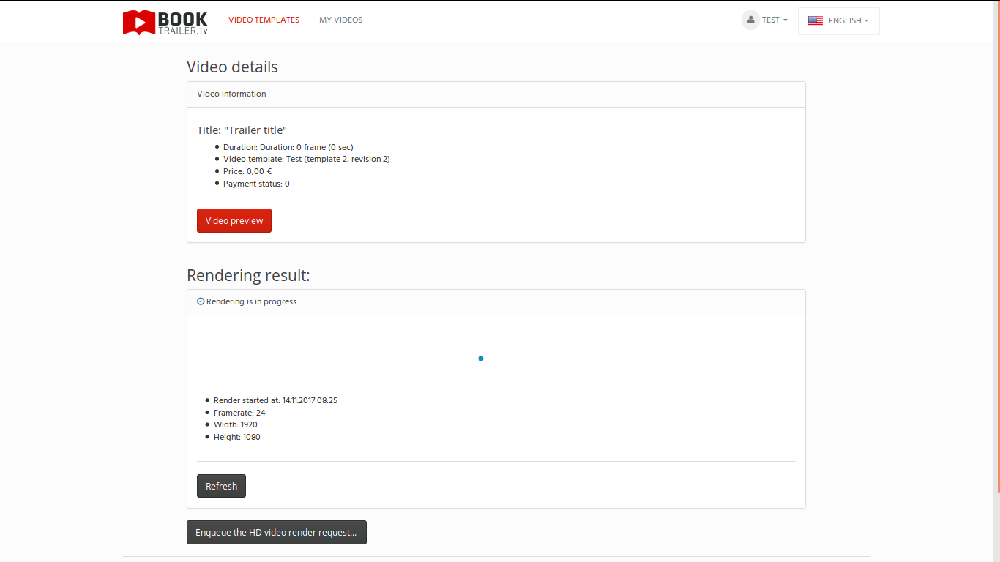 BOOK
TRAILER.TV
VIDEO TEMPLATES
MY VIDEOS
TEST
ENGLISH
Video details
Video information
Title: "Trailer title"
Duration: Duration: 0 frame (0 sec)
Video template: Test (template 2, revision 2)
Price: 0,00 €
Payment status: 0
Video preview
Rendering result:
Rendering is in progress
Render started at: 14.11.2017 08:25
Framerate: 24
Width: 1920
Height: 1080
Refresh
Enqueue the HD video render request...